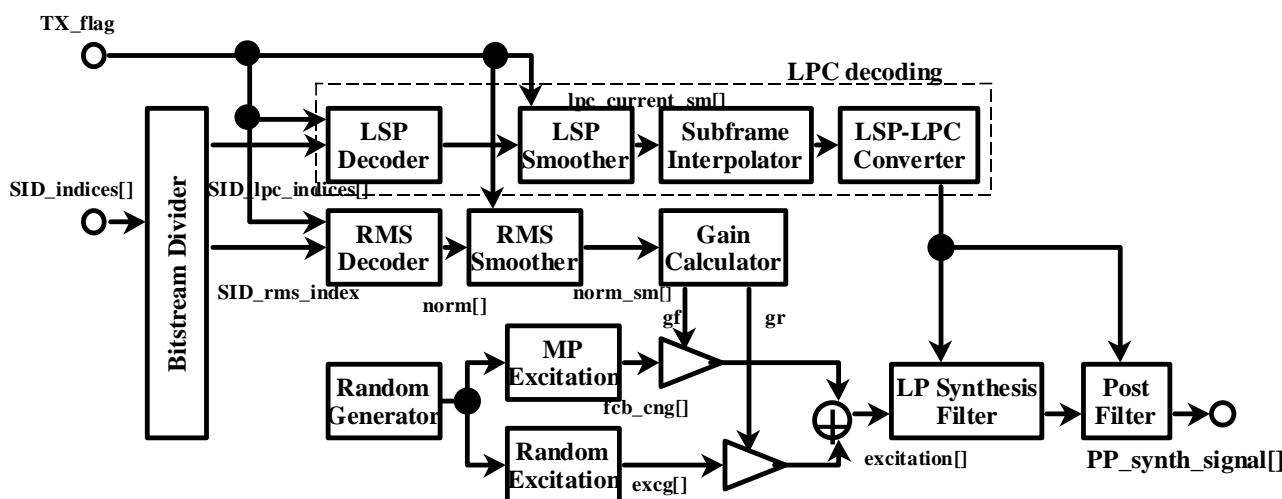 TX_flag
LPC decoding
lpc_current_sm[]
LSP
Decoder
LSP
Smoother
Subframe
Interpolator
LSP-LPC
Converter
SID_indices[]
Bitstream Divider
SID_lpc_indices[]
RMS
Decoder
RMS
Smoother
Gain
Calculator
SID_rms_index
norm[]
norm_sm[]
gf
gr
Random
Generator
MP
Excitation
fcb_cng[]
Random
Excitation
excg[]
LP Synthesis
Filter
Post
Filter
excitation[]
PP_synth_signal[]